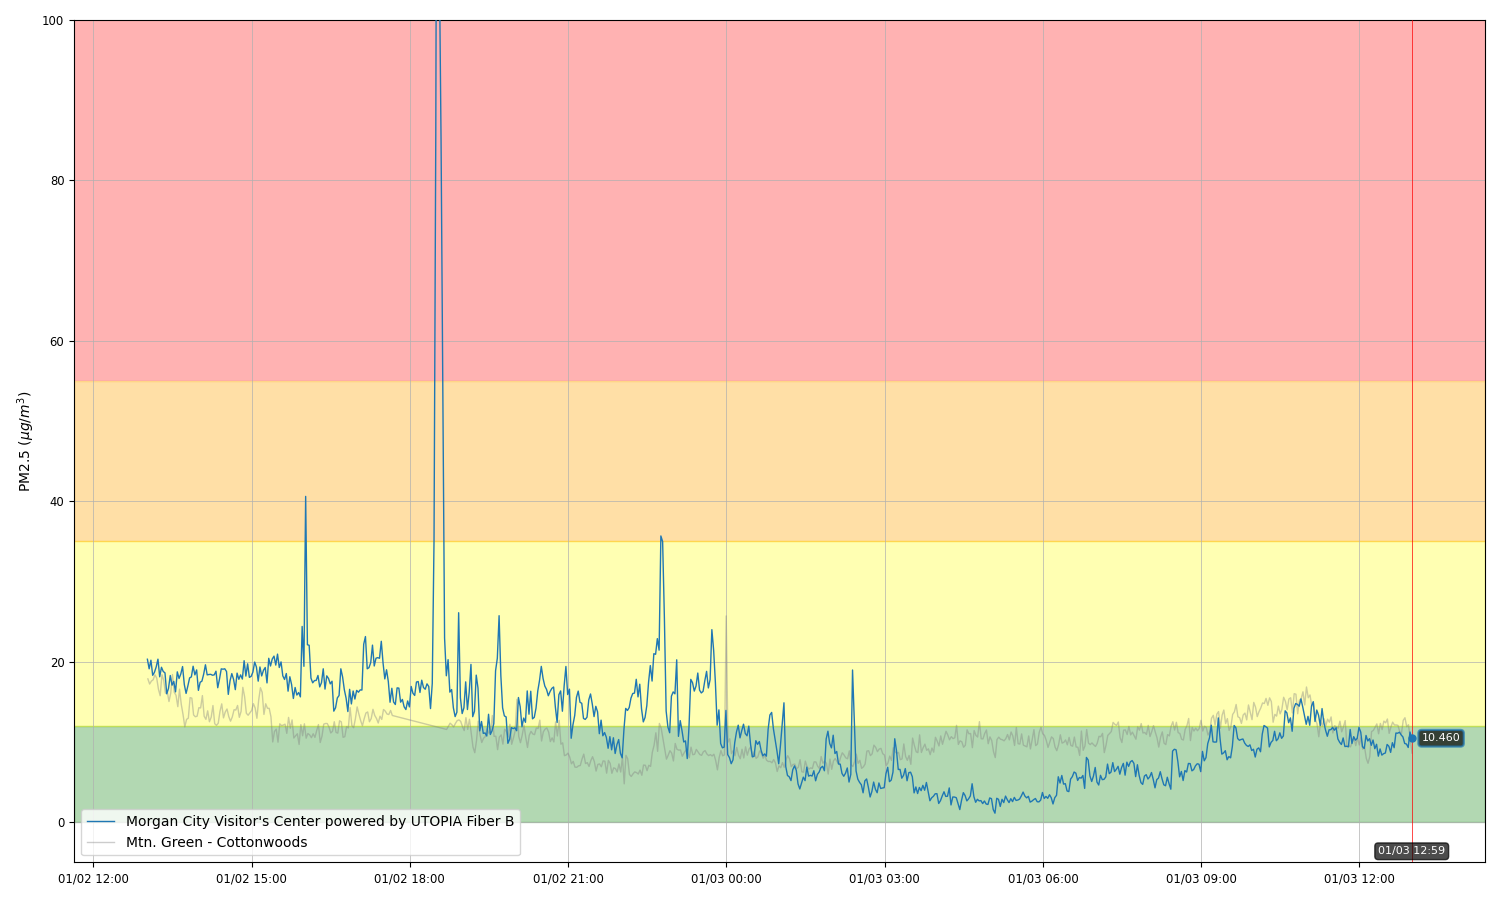 100
80
60
40
20
0
PM2.5 (μg/m³)
10.460
Morgan City Visitor's Center powered by UTOPIA Fiber B
Mtn. Green - Cottonwoods
01/03 12:59
01/02 12:00 01/02 15:00 01/02 18:00 01/02 21:00 01/03 00:00 01/03 03:00 01/03 06:00 01/03 09:00 01/03 12:00